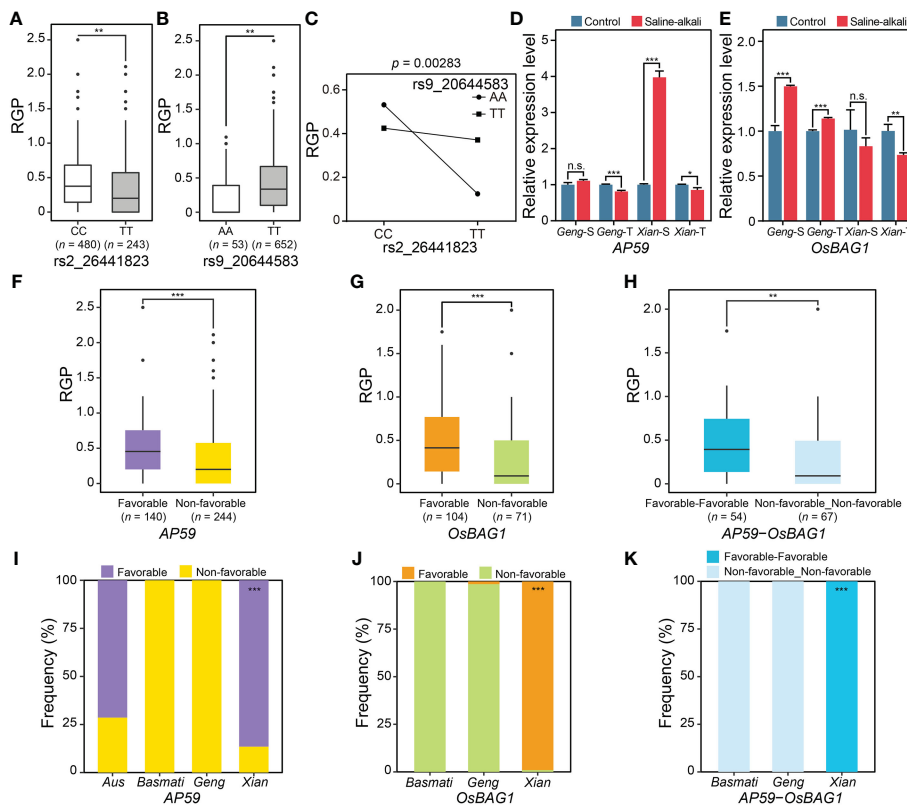 A
**
RGP
2.5
2.0
1.5
1.0
0.5
0
CC TT
(n = 480) (n = 243)
rs2_26441823
B
**
RGP
2.5
2.0
1.5
1.0
0.5
0
AA TT
(n = 53) (n = 652)
rs9_20644583
C
p = 0.00283
rs9_20644583
AA
TT
RGP
0.6
0.4
0.2
0
CC TT
rs2_26441823
D
Control Saline-alkali
Relative expression level
5
4
3
2
1
0
n.s. *** *** *
Geng-S Geng-T Xian-S Xian-T
AP59
E
Control Saline-alkali
Relative expression level
2.0
1.5
1.0
0.5
0
*** *** n.s. **
Geng-S Geng-T Xian-S Xian-T
OsBAG1
F
***
RGP
2.5
2.0
1.5
1.0
0.5
0
Favorable Non-favorable
(n = 140) (n = 244)
AP59
G
***
RGP
2.0
1.5
1.0
0.5
0
Favorable Non-favorable
(n = 104) (n = 71)
OsBAG1
H
**
RGP
2.0
1.5
1.0
0.5
0
Favorable-Favorable Non-favorable_Non-favorable
(n = 54) (n = 67)
AP59−OsBAG1
I
Favorable Non-favorable
Frequency (%)
100
75
50
25
0
***
Aus Basmati Geng Xian
AP59
J
Favorable Non-favorable
Frequency (%)
100
75
50
25
0
***
Basmati Geng Xian
OsBAG1
K
Favorable-Favorable
Non-favorable_Non-favorable
Frequency (%)
100
75
50
25
0
***
Basmati Geng Xian
AP59−OsBAG1